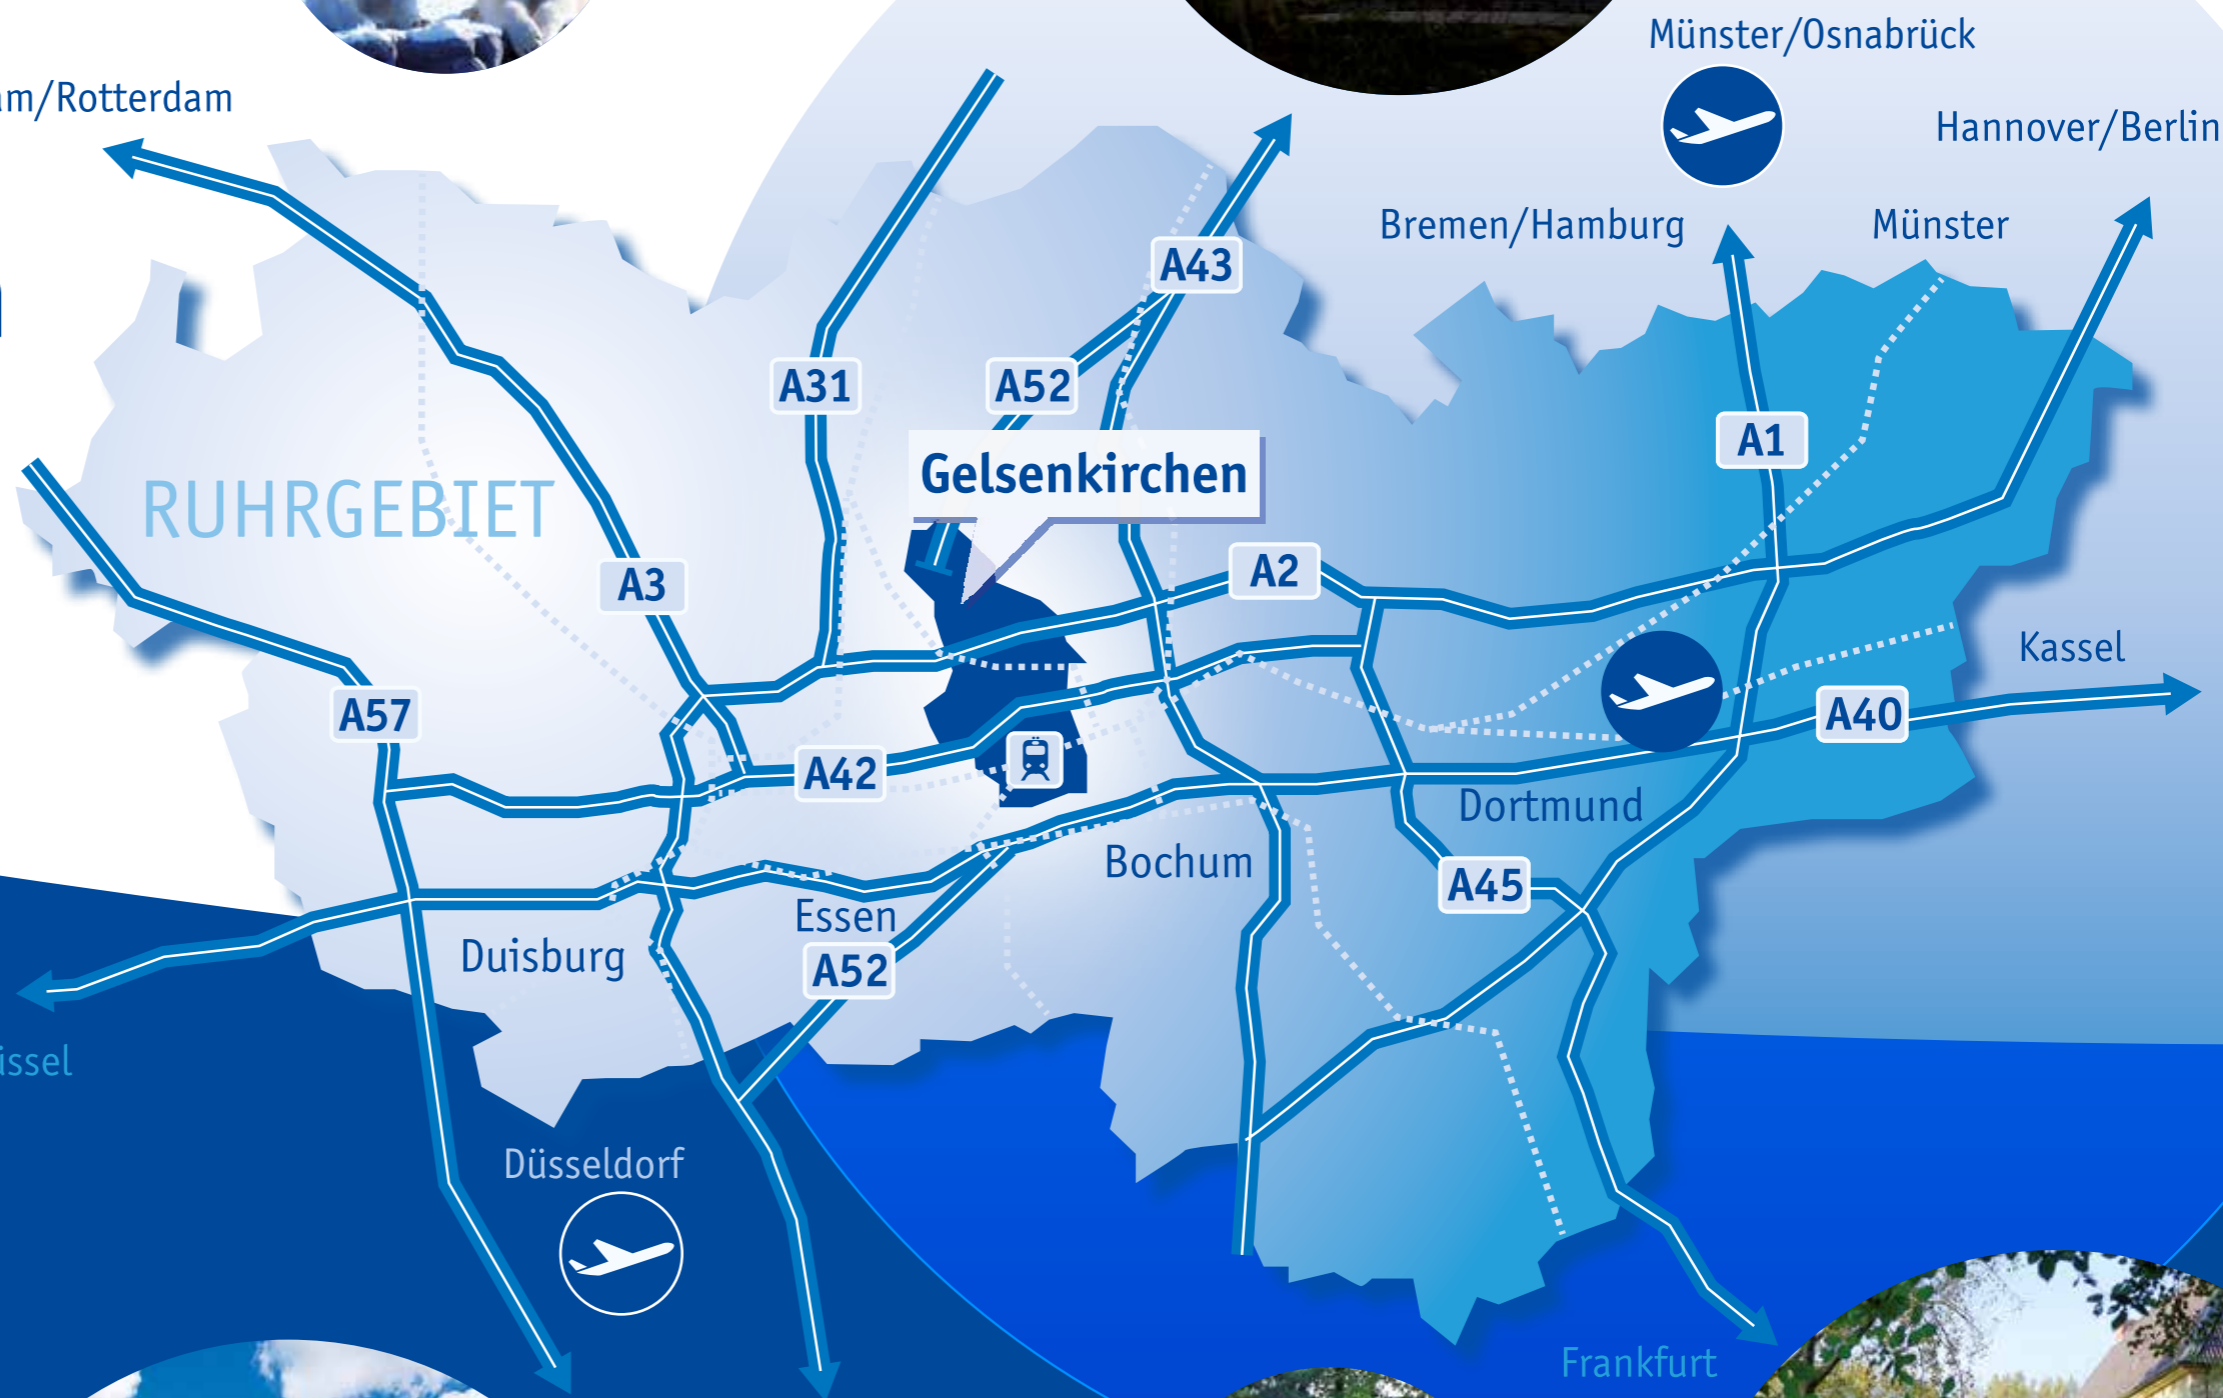 Münster/Osnabrück
/Rotterdam
Hannover/Berlin
Bremen/Hamburg
Münster
A43
A31
A52
A1
Gelsenkirchen
RUHRGEBIET
A2
A3
Kassel
A57
A40
A42
Dortmund
Bochum
A45
Essen
Duisburg
A52
Düsseldorf
Frankfurt